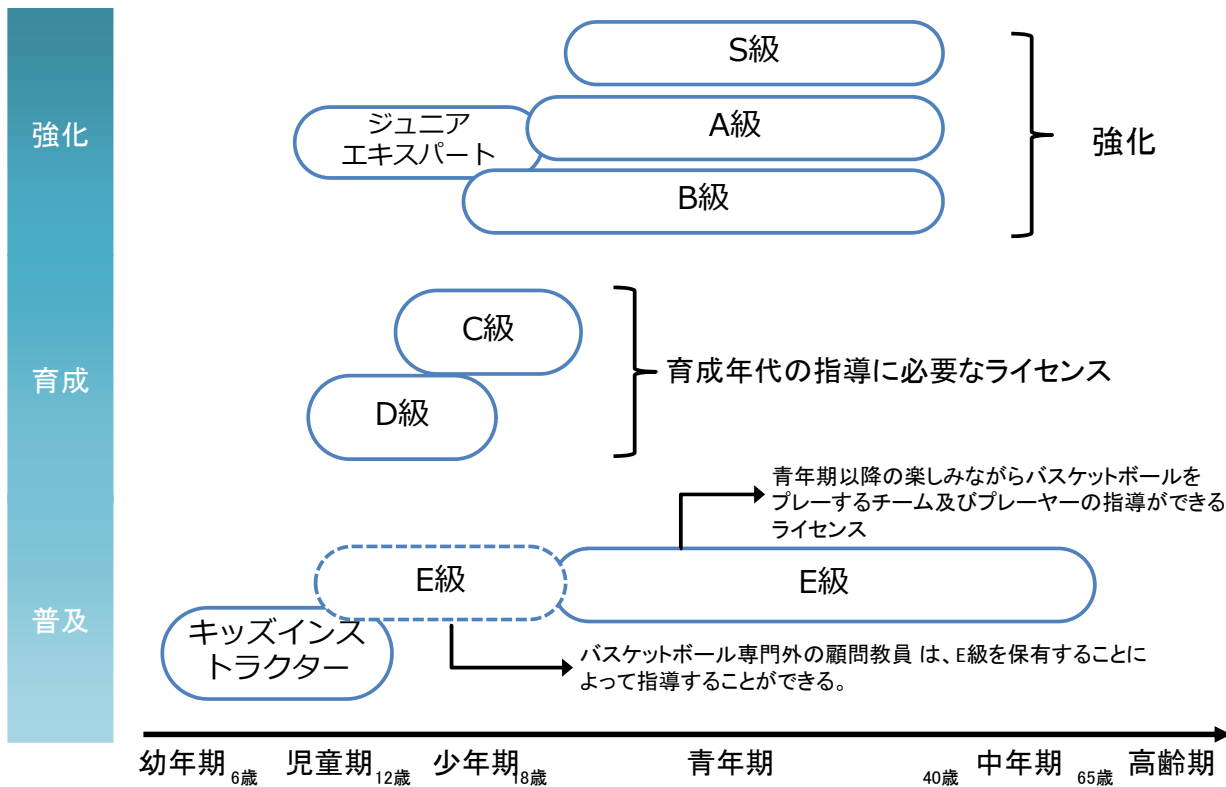 強化
S級
ジュニア
エキスパート
A級
B級
強化
育成
C級
D級
育成年代の指導に必要なライセンス
青年期以降の楽しみながらバスケットボールを
プレーするチーム及びプレーヤーの指導ができる
ライセンス
普及
E級
E級
キッズインス
トラクター
バスケットボール専門外の顧問教員 は、E級を保有することに
よって指導することができる。
幼年期 6歳 児童期 12歳 少年期 18歳 青年期 40歳 中年期 65歳 高齢期